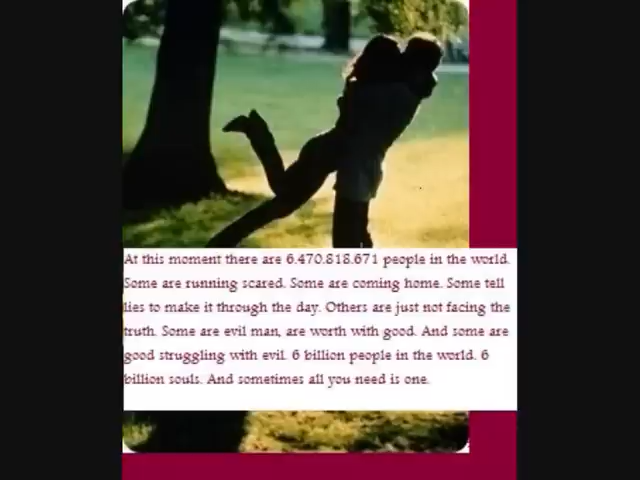 At this moment there are 6.470.818.671 people in the world.
Some are running scared. Some are coming home. Some tell
lies to make it through the day. Others are just not facing the
truth. Some are evil man, are worth with good. And some are
good struggling with evil. 6 billion people in the world. 6
billion souls. And sometimes all you need is one.